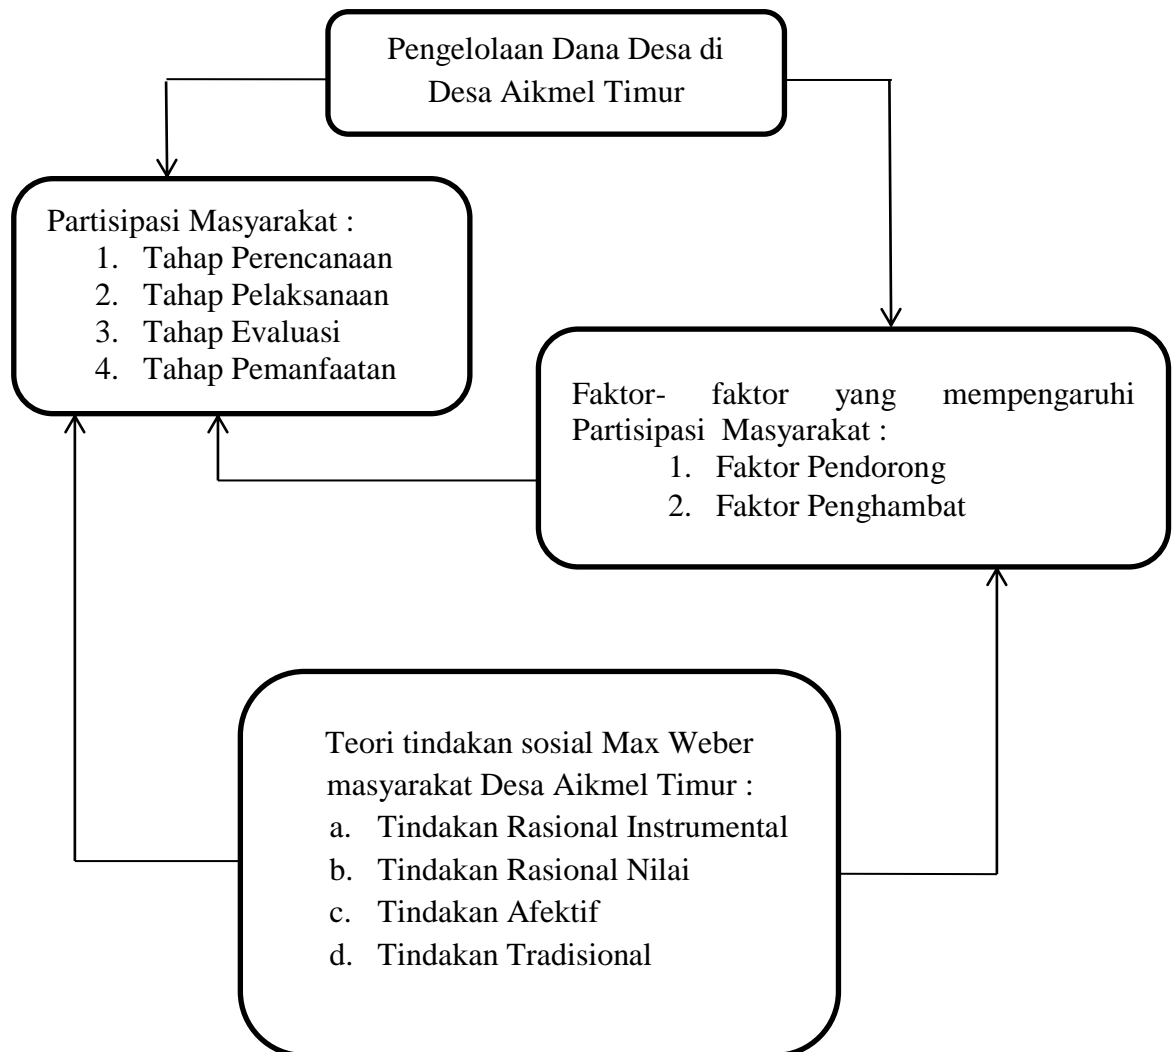 Pengelolaan Dana Desa di
Desa Aikmel Timur
Partisipasi Masyarakat :
1. Tahap Perencanaan
2. Tahap Pelaksanaan
3. Tahap Evaluasi
4. Tahap Pemanfaatan
Faktor- faktor yang mempengaruhi
Partisipasi Masyarakat :
1. Faktor Pendorong
2. Faktor Penghambat
Teori tindakan sosial Max Weber
masyarakat Desa Aikmel Timur :
a. Tindakan Rasional Instrumental
b. Tindakan Rasional Nilai
c. Tindakan Afektif
d. Tindakan Tradisional